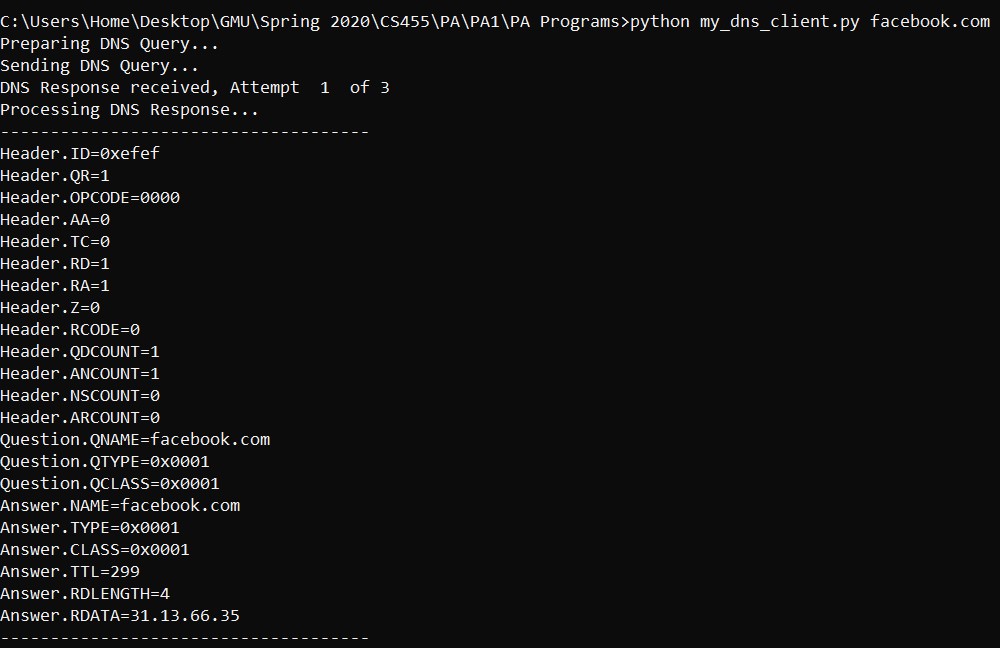 C:\Users\Home\Desktop\GMU\Spring 2020\CS455\PA\PA1\PA Programs>python my_dns_client.py facebook.com
Preparing DNS Query...
Sending DNS Query...
DNS Response received, Attempt  1  of 3
Processing DNS Response...
-------------------------------------
Header.ID=0xefef
Header.QR=1
Header.OPCODE=0000
Header.AA=0
Header.TC=0
Header.RD=1
Header.RA=1
Header.Z=0
Header.RCODE=0
Header.QDCOUNT=1
Header.ANCOUNT=1
Header.NSCOUNT=0
Header.ARCOUNT=0
Question.QNAME=facebook.com
Question.QTYPE=0x0001
Question.QCLASS=0x0001
Answer.NAME=facebook.com
Answer.TYPE=0x0001
Answer.CLASS=0x0001
Answer.TTL=299
Answer.RDLENGTH=4
Answer.RDATA=31.13.66.35
-------------------------------------